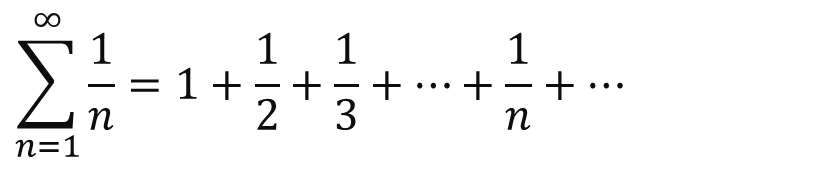 ∑_{n=1}^{∞} 1/n = 1 + 1/2 + 1/3 + ⋯ + 1/n + ⋯